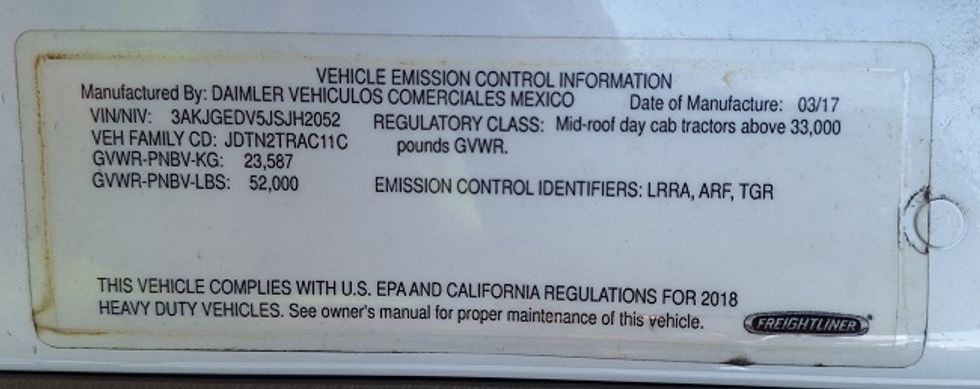 VEHICLE EMISSION CONTROL INFORMATION
Manufactured By: DAIMLER VEHICULOS COMERCIALES MEXICO Date of Manufacture: 03/17
VIN/NIV: 3AKJGEDV5JSJH2052 REGULATORY CLASS: Mid-roof day cab tractors above 33,000
VEH FAMILY CD: JDTN2TRAC11C pounds GVWR.
GVWR-PNBV-KG: 23,587
GVWR-PNBV-LBS: 52,000 EMISSION CONTROL IDENTIFIERS: LRRA, ARF, TGR
THIS VEHICLE COMPLIES WITH U.S. EPA AND CALIFORNIA REGULATIONS FOR 2018
HEAVY DUTY VEHICLES. See owner's manual for proper maintenance of this vehicle. FREIGHTLINER